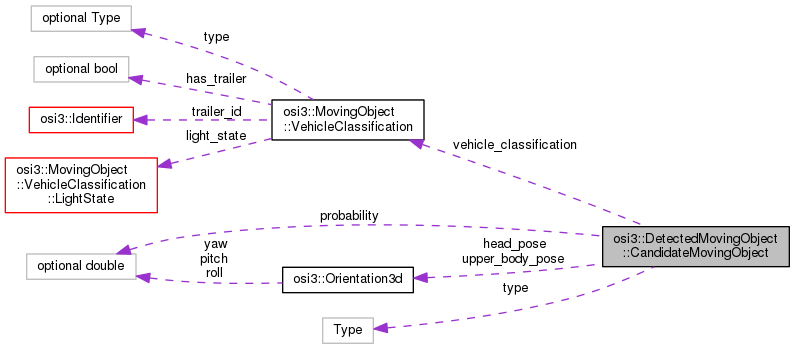 optional Type
type
optional bool
has_trailer
osi3::Identifier
trailer_id
osi3::MovingObject
::VehicleClassification
light_state
osi3::MovingObject
::VehicleClassification
::LightState
vehicle_classification
probability
osi3::DetectedMovingObject
::CandidateMovingObject
optional double
yaw
pitch
roll
head_pose
upper_body_pose
osi3::Orientation3d
type
Type